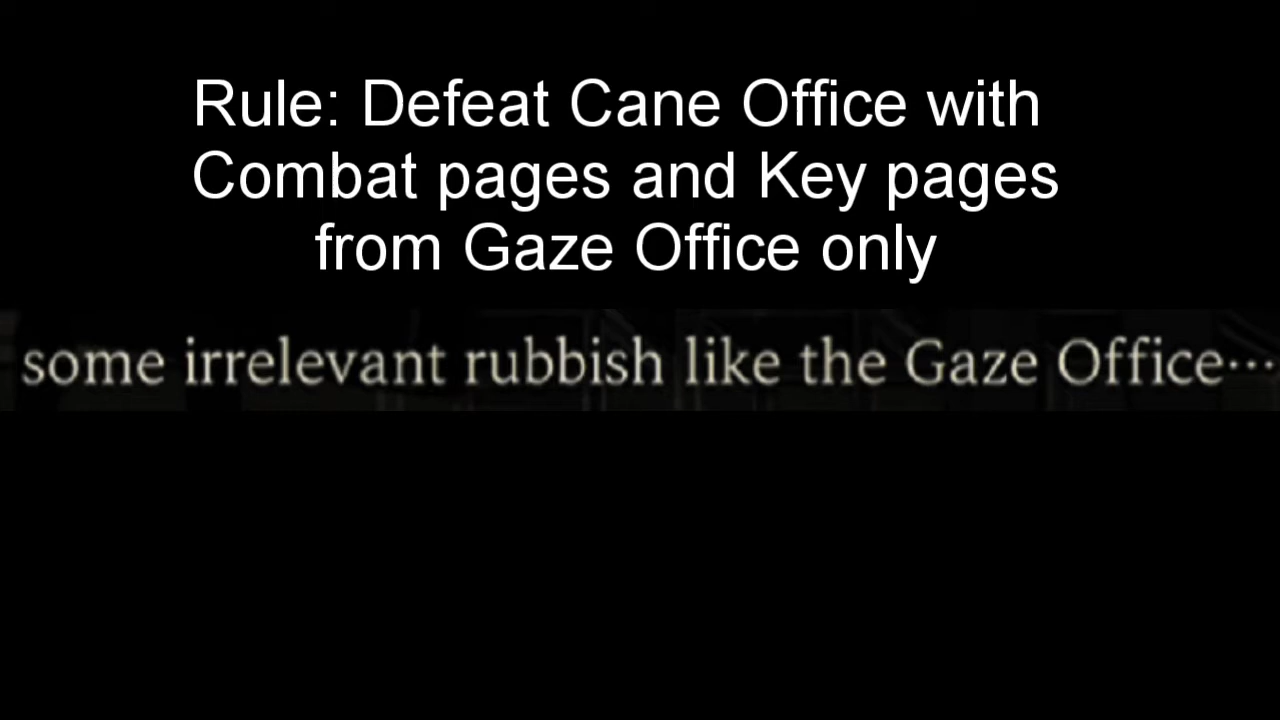 Rule: Defeat Cane Office with
Combat pages and Key pages
from Gaze Office only
some irrelevant rubbish like the Gaze Office⋯